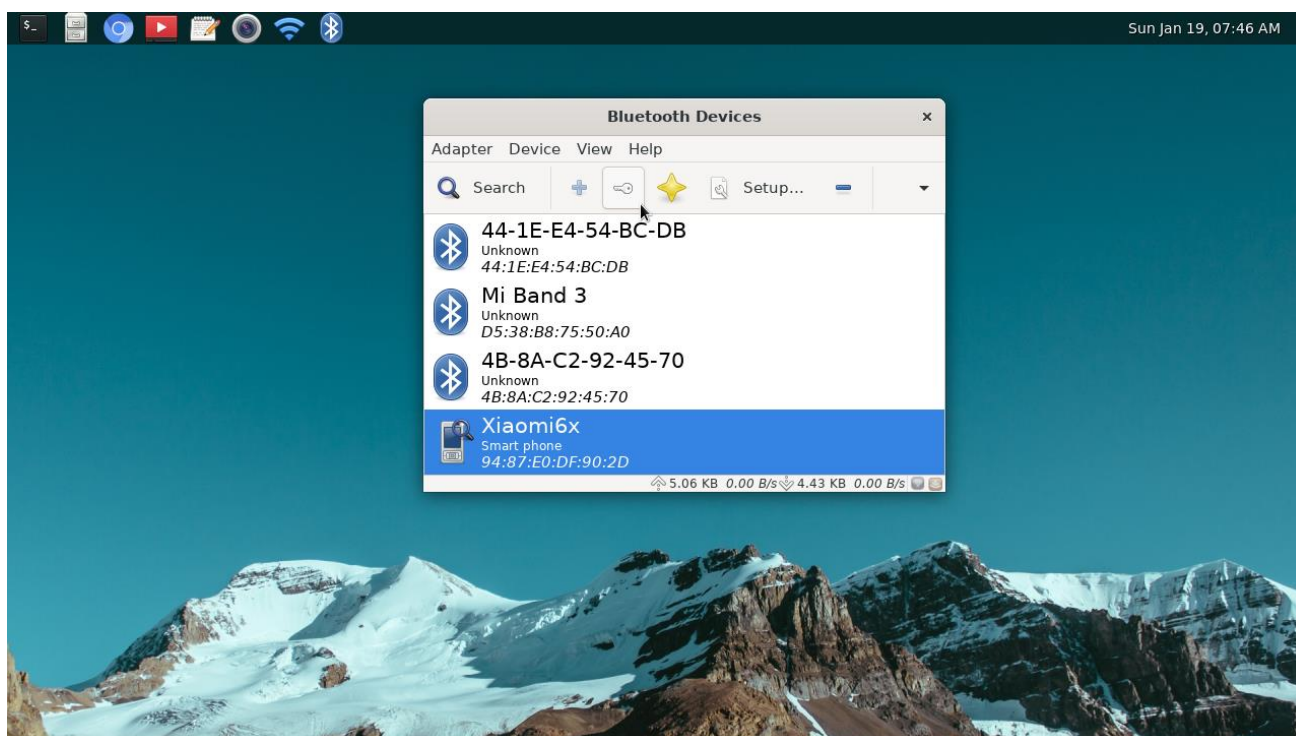 $_
Sun Jan 19, 07:46 AM
Bluetooth Devices
Adapter Device View Help
Search Setup...
44-1E-E4-54-BC-DB
Unknown
44:1E:E4:54:BC:DB
Mi Band 3
Unknown
D5:38:B8:75:50:A0
4B-8A-C2-92-45-70
Unknown
4B:8A:C2:92:45:70
Xiaomi6x
Smart phone
94:87:E0:DF:90:2D
5.06 KB 0.00 B/s 4.43 KB 0.00 B/s